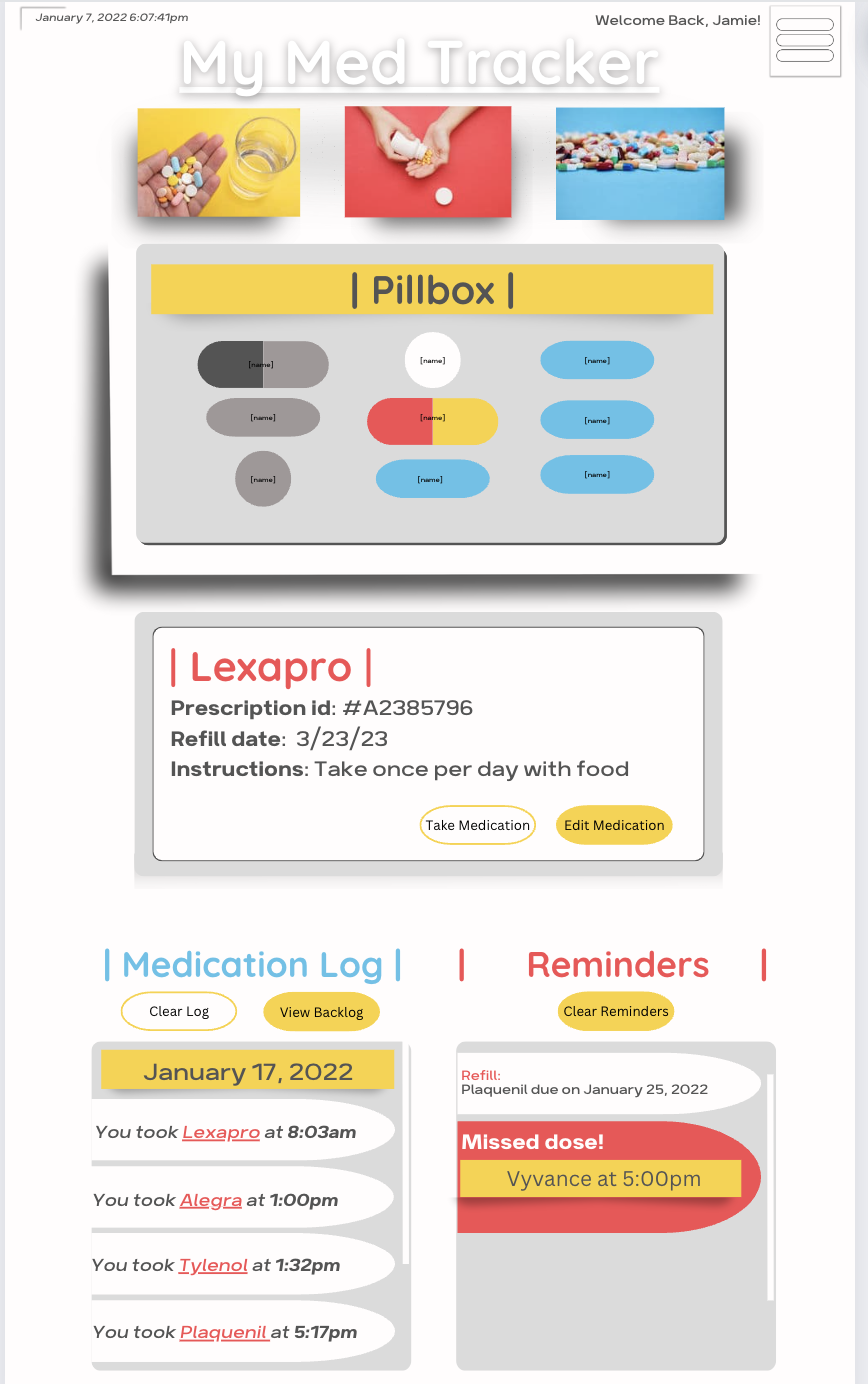 January 7, 2022 6:07:41pm
Welcome Back, Jamie!
My Med Tracker
| Pillbox |
[name] [name] [name]
[name] [name] [name]
[name] [name] [name]
| Lexapro |
Prescription id: #A2385796
Refill date: 3/23/23
Instructions: Take once per day with food
Take Medication Edit Medication
| Medication Log |
Clear Log View Backlog
January 17, 2022
You took Lexapro at 8:03am
You took Alegra at 1:00pm
You took Tylenol at 1:32pm
You took Plaquenil at 5:17pm
| Reminders |
Clear Reminders
Refill:
Plaquenil due on January 25, 2022
Missed dose!
Vyvance at 5:00pm